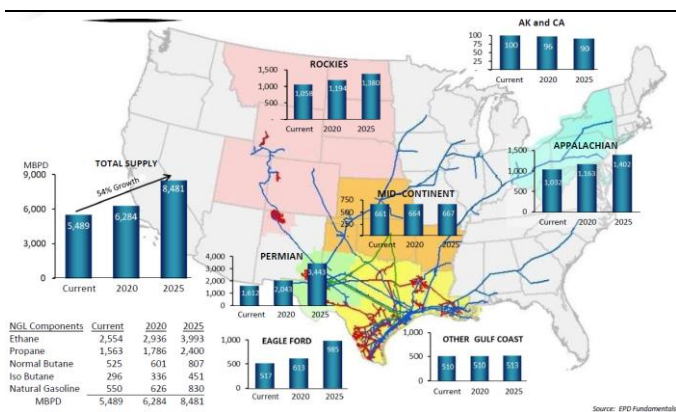 AK and CA
100
75
50
25
0
100 96 90
Current 2020 2025
ROCKIES
1,500
1,000
500
1,058 1,194 1,380
Current 2020 2025
APPALACHIAN
1,500
1,000
500
0
1,032 1,163 1,402
Current 2020 2025
MBPD
TOTAL SUPPLY
9,000
6,000
3,000
0
54% Growth
5,489 6,284 8,481
Current 2020 2025
MID-CONTINENT
750
500
250
0
661 664 667
Current 2020 2025
PERMIAN
4,000
3,000
2,000
1,000
0
1,612 2,043 3,443
Current 2020 2025
EAGLE FORD
1,000
500
0
517 613 985
Current 2020 2025
OTHER GULF COAST
1,000
500
0
510 510 513
Current 2020 2025
NGL Components Current 2020 2025
Ethane 2,554 2,936 3,993
Propane 1,563 1,786 2,400
Normal Butane 525 601 807
Iso Butane 296 336 451
Natural Gasoline 550 626 830
MBPD 5,489 6,284 8,481
Source: EPD Fundamentals